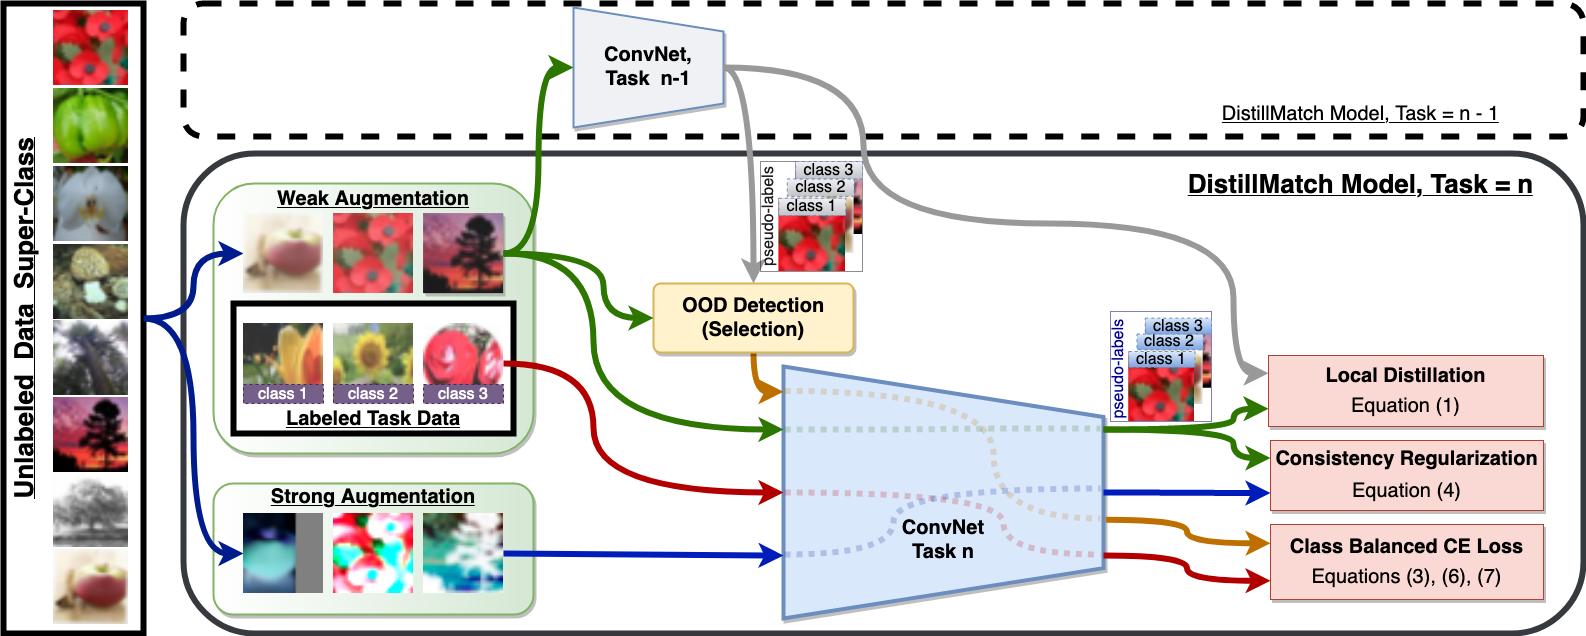 Unlabeled Data Super-Class
ConvNet,
Task n-1
DistillMatch Model, Task = n - 1
DistillMatch Model, Task = n
Weak Augmentation
class 1
class 2
class 3
Labeled Task Data
Strong Augmentation
pseudo-labels
class 3
class 2
class 1
OOD Detection
(Selection)
ConvNet
Task n
pseudo-labels
class 3
class 2
class 1
Local Distillation
Equation (1)
Consistency Regularization
Equation (4)
Class Balanced CE Loss
Equations (3), (6), (7)